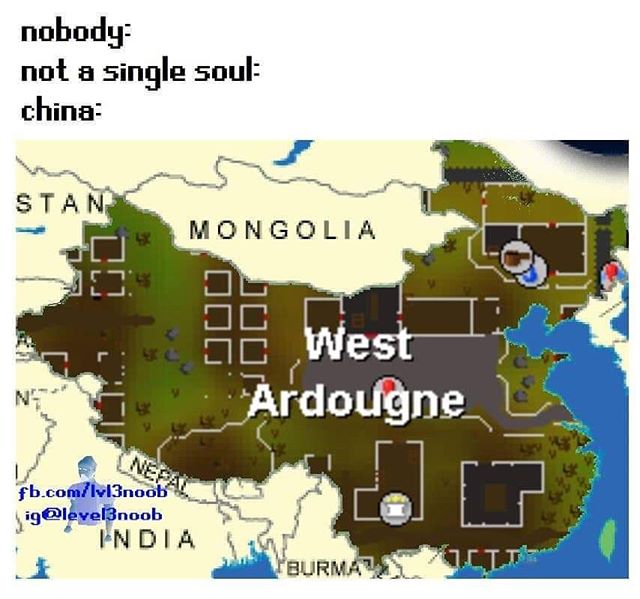 nobody:
not a single soul:
china:
STAN
MONGOLIA
West
Ardougne
NEPAL
fb.com/lvl3noob
ig@level3noob
INDIA
BURMA